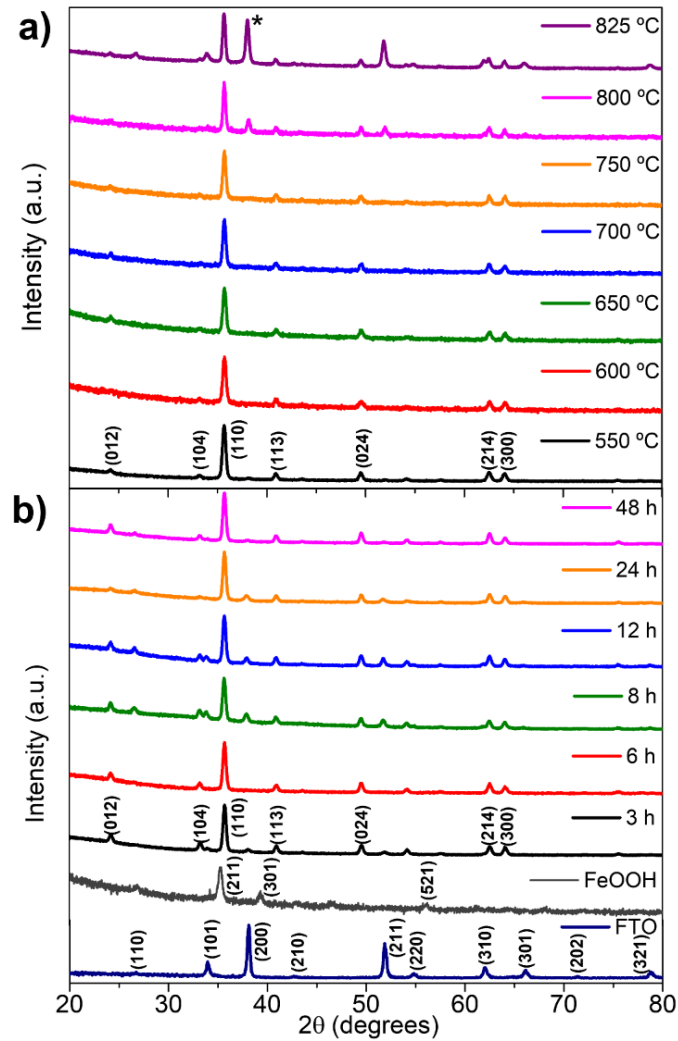 a)
*
825 ºC
800 ºC
750 ºC
700 ºC
650 ºC
600 ºC
550 ºC
(012)
(104)
(110)
(113)
(024)
(214)
(300)
Intensity (a.u.)
b)
48 h
24 h
12 h
8 h
6 h
3 h
(012)
(104)
(110)
(113)
(024)
(214)
(300)
FeOOH
(211)
(301)
(521)
FTO
(110)
(101)
(200)
(210)
(211)
(220)
(310)
(301)
(202)
(321)
Intensity (a.u.)
20 30 40 50 60 70 80
2θ (degrees)